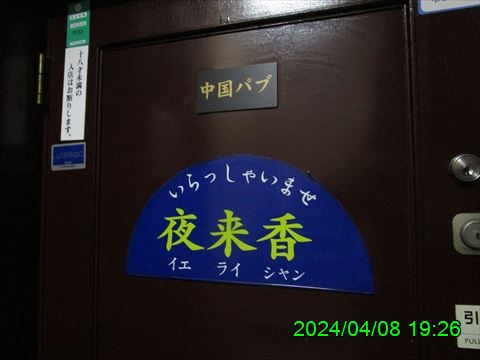 十八才未満の
入店はお断りします。
中国パブ
いらっしゃいませ
夜来香
イエ ライ シャン
引
PULL
2024/04/08 19:26